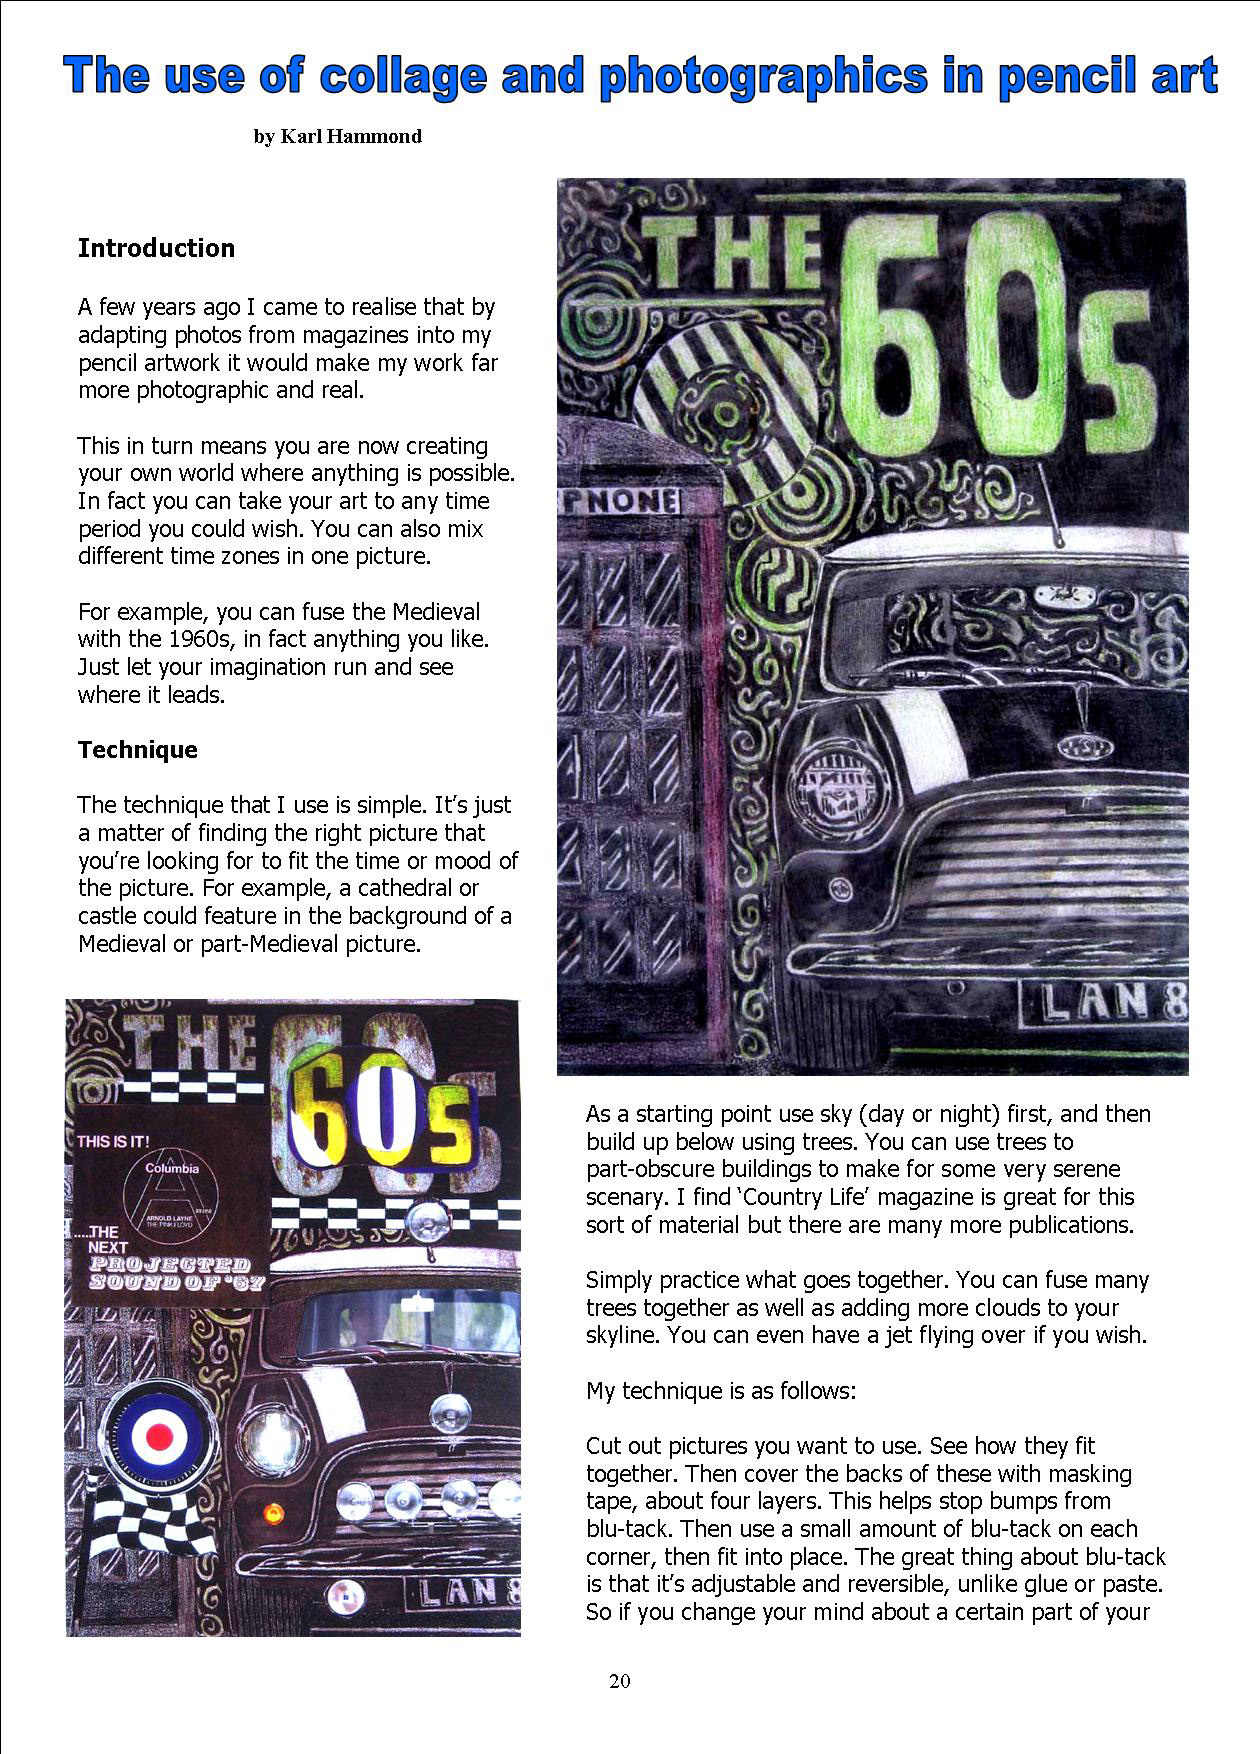 The use of collage and photographics in pencil art
by Karl Hammond
Introduction
A few years ago I came to realise that by
adapting photos from magazines into my
pencil artwork it would make my work far
more photographic and real.
This in turn means you are now creating
your own world where anything is possible.
In fact you can take your art to any time
period you could wish. You can also mix
different time zones in one picture.
For example, you can fuse the Medieval
with the 1960s, in fact anything you like.
Just let your imagination run and see
where it leads.
Technique
The technique that I use is simple. It’s just
a matter of finding the right picture that
you’re looking for to fit the time or mood of
the picture. For example, a cathedral or
castle could feature in the background of a
Medieval or part-Medieval picture.
THE 60s
60s
THIS IS IT!
Columbia
ARNOLD LAYNE
THE PINK FLOYD
.....THE
NEXT
PROJECTED
SOUND OF '67
LAN 8
THE 60s
PHONE
LAN 8
As a starting point use sky (day or night) first, and then
build up below using trees. You can use trees to
part-obscure buildings to make for some very serene
scenary. I find ‘Country Life’ magazine is great for this
sort of material but there are many more publications.
Simply practice what goes together. You can fuse many
trees together as well as adding more clouds to your
skyline. You can even have a jet flying over if you wish.
My technique is as follows:
Cut out pictures you want to use. See how they fit
together. Then cover the backs of these with masking
tape, about four layers. This helps stop bumps from
blu-tack. Then use a small amount of blu-tack on each
corner, then fit into place. The great thing about blu-tack
is that it’s adjustable and reversible, unlike glue or paste.
So if you change your mind about a certain part of your
20